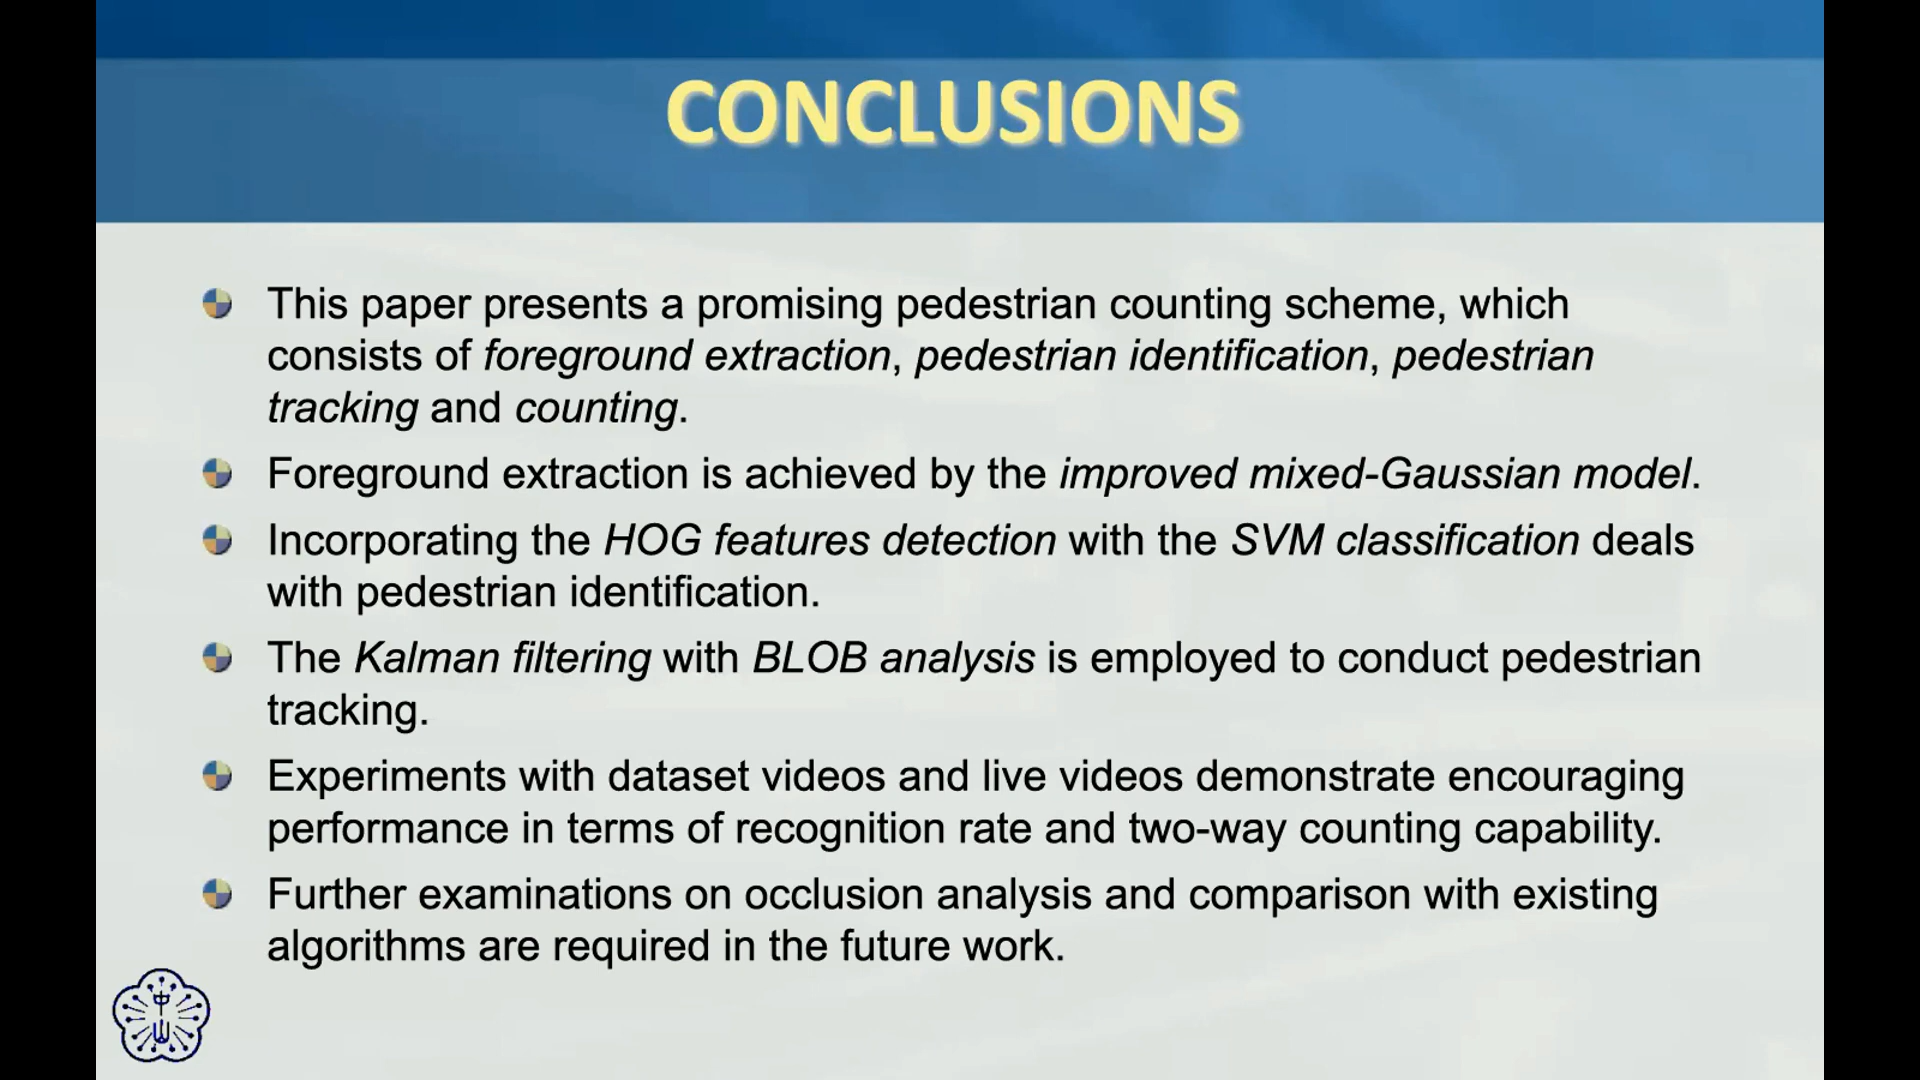 CONCLUSIONS
This paper presents a promising pedestrian counting scheme, which
consists of foreground extraction, pedestrian identification, pedestrian
tracking and counting.
Foreground extraction is achieved by the improved mixed-Gaussian model.
Incorporating the HOG features detection with the SVM classification deals
with pedestrian identification.
The Kalman filtering with BLOB analysis is employed to conduct pedestrian
tracking.
Experiments with dataset videos and live videos demonstrate encouraging
performance in terms of recognition rate and two-way counting capability.
Further examinations on occlusion analysis and comparison with existing
algorithms are required in the future work.